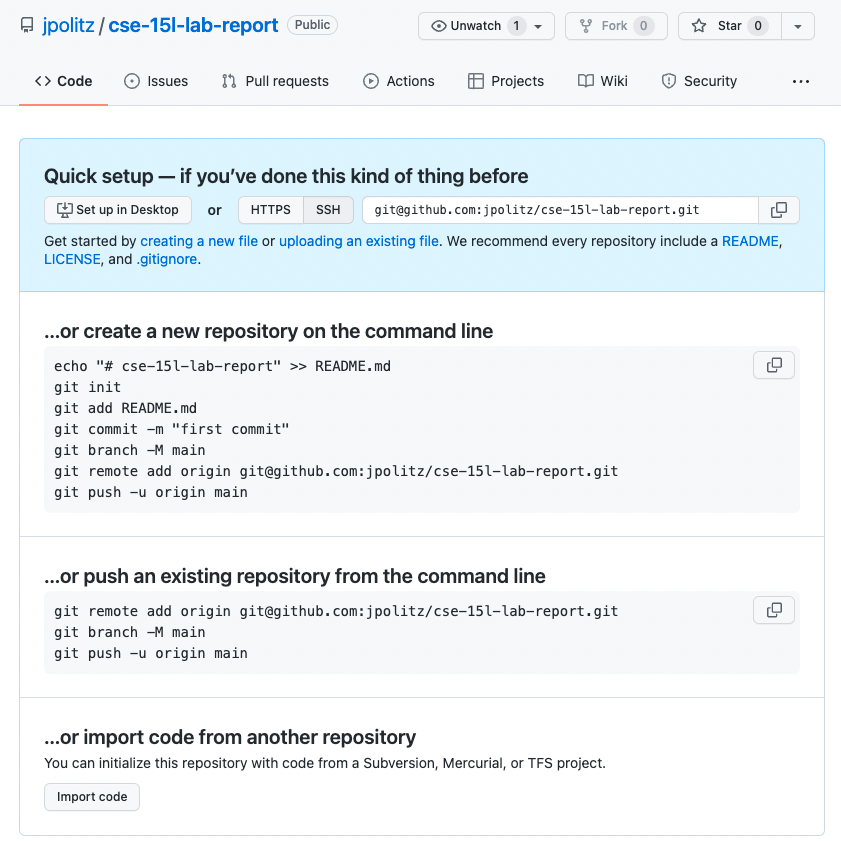 jpolitz / cse-15l-lab-report Public
Unwatch 1 Fork 0 Star 0
Code Issues Pull requests Actions Projects Wiki Security ...
Quick setup — if you’ve done this kind of thing before
Set up in Desktop or HTTPS SSH git@github.com:jpolitz/cse-15l-lab-report.git
Get started by creating a new file or uploading an existing file. We recommend every repository include a README,
LICENSE, and .gitignore.
...or create a new repository on the command line
echo "# cse-15l-lab-report" >> README.md
git init
git add README.md
git commit -m "first commit"
git branch -M main
git remote add origin git@github.com:jpolitz/cse-15l-lab-report.git
git push -u origin main
...or push an existing repository from the command line
git remote add origin git@github.com:jpolitz/cse-15l-lab-report.git
git branch -M main
git push -u origin main
...or import code from another repository
You can initialize this repository with code from a Subversion, Mercurial, or TFS project.
Import code